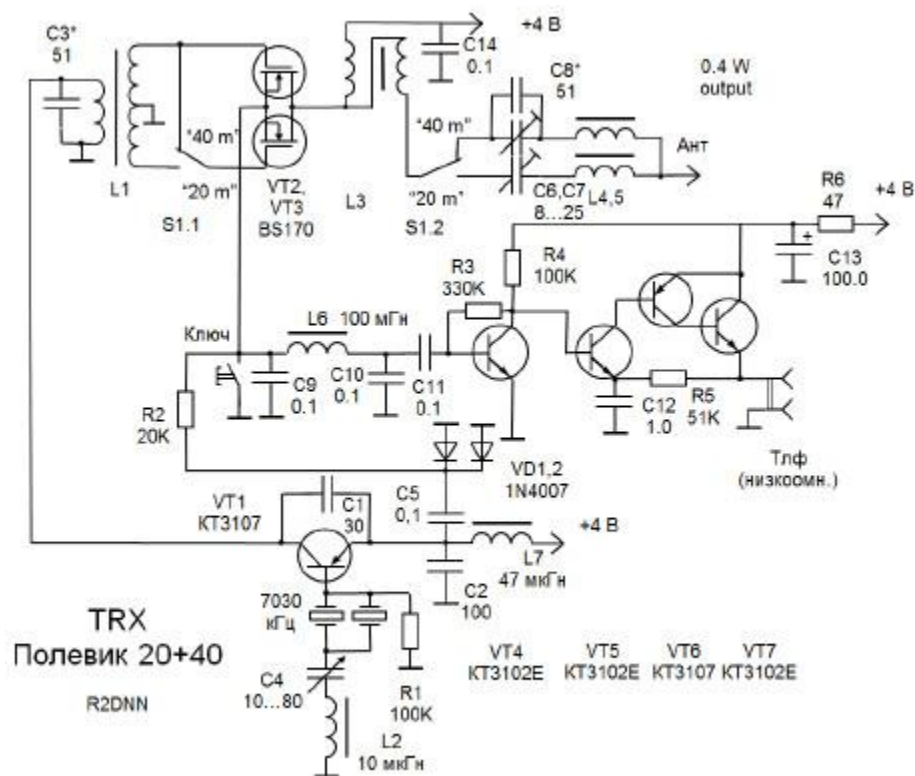 C3*
51
L1
"40 m"
"20 m"
S1.1
VT2,
VT3
BS170
L3
C14
0.1
+4 В
"40 m"
"20 m"
S1.2
C8*
51
C6,C7
8...25
L4,5
0.4 W
output
Ант
R6
47
+4 В
C13
100.0
+
R3
330K
R4
100K
Ключ
L6 100 мГн
R2
20K
C9
0.1
C10
0.1
C11
0.1
C12
1.0
R5
51K
Тлф
(низкоомн.)
VD1,2
1N4007
VT1
КТ3107
C1
30
C5
0,1
+4 В
L7
47 мкГн
C2
100
7030
кГц
C4
10...80
R1
100K
L2
10 мкГн
TRX
Полевик 20+40
R2DNN
VT4
КТ3102Е
VT5
КТ3102Е
VT6
КТ3107
VT7
КТ3102Е